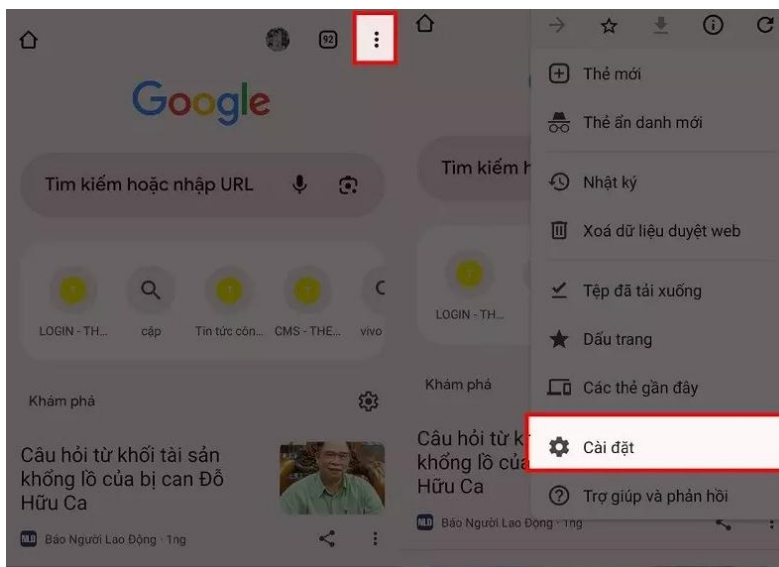 92
Google
Tìm kiếm hoặc nhập URL
LOGIN - TH...
cập
Tin tức côn...
CMS - THE...
vivo
Khám phá
Câu hỏi từ khối tài sản
khổng lồ của bị can Đỗ
Hữu Ca
NLĐ Báo Người Lao Động · 1ng
Thẻ mới
Thẻ ẩn danh mới
Nhật ký
Xoá dữ liệu duyệt web
Tệp đã tải xuống
Dấu trang
Các thẻ gần đây
Cài đặt
Trợ giúp và phản hồi
Tìm kiếm h
LOGIN - TH...
Khám phá
Câu hỏi từ k
khổng lồ của
Hữu Ca
NLĐ Báo Người Lao Động · 1ng